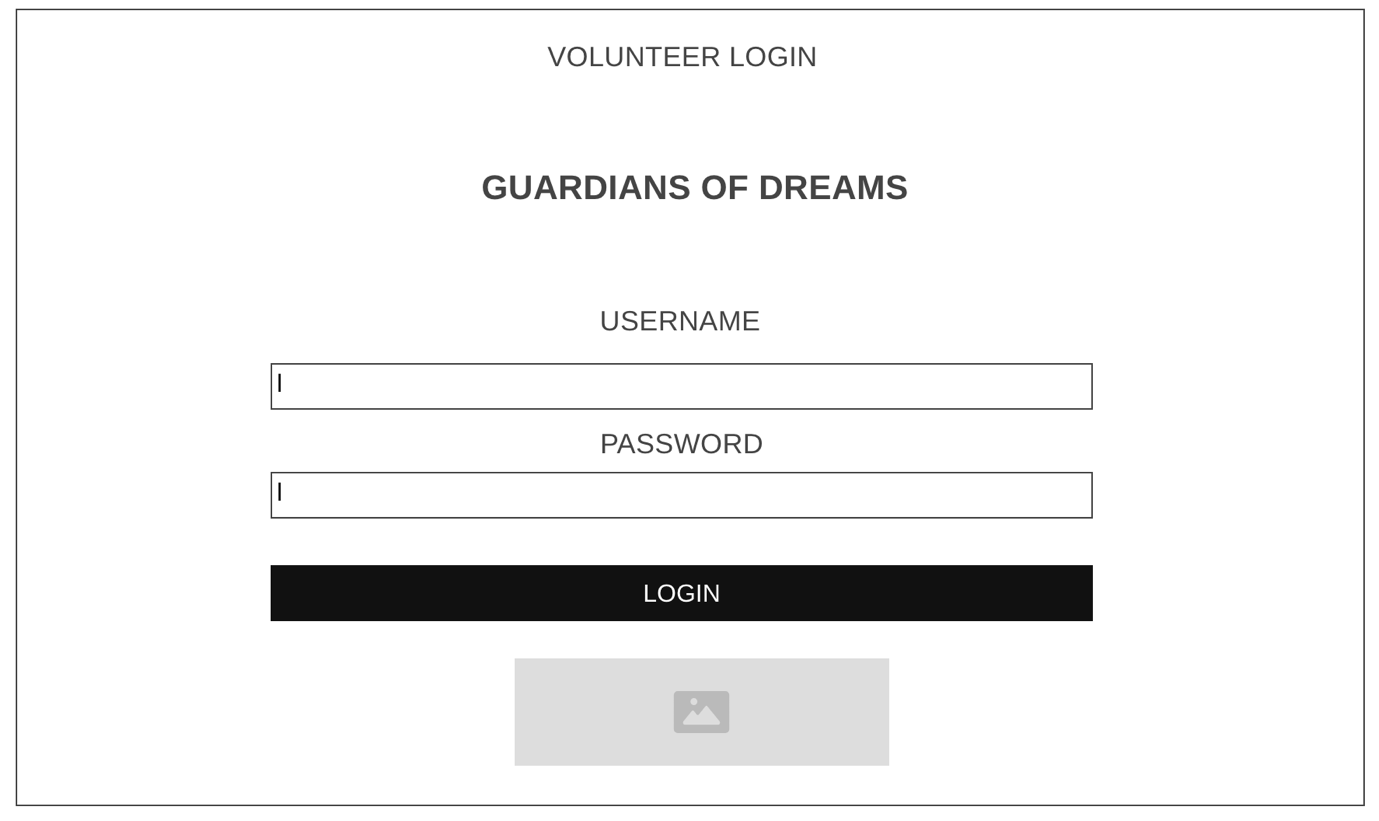 VOLUNTEER LOGIN
GUARDIANS OF DREAMS
USERNAME
PASSWORD
LOGIN